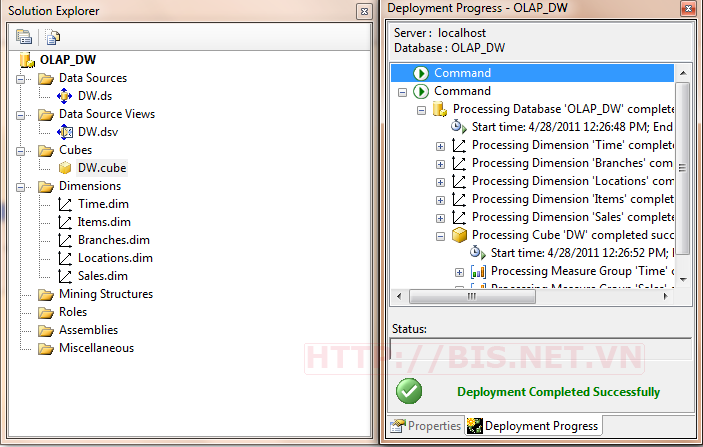 Solution Explorer
OLAP_DW
Data Sources
DW.ds
Data Source Views
DW.dsv
Cubes
DW.cube
Dimensions
Time.dim
Items.dim
Branches.dim
Locations.dim
Sales.dim
Mining Structures
Roles
Assemblies
Miscellaneous
Deployment Progress - OLAP_DW
Server : localhost
Database : OLAP_DW
Command
Command
Processing Database 'OLAP_DW' complete
Start time: 4/28/2011 12:26:48 PM; End
Processing Dimension 'Time' complete
Processing Dimension 'Branches' com
Processing Dimension 'Locations' com
Processing Dimension 'Items' complet
Processing Dimension 'Sales' complete
Processing Cube 'DW' completed succ
Start time: 4/28/2011 12:26:52 PM;
Processing Measure Group 'Time'
Processing Measure Group 'Sales'
Status:
HTTP://BIS.NET.VN
Deployment Completed Successfully
Properties
Deployment Progress